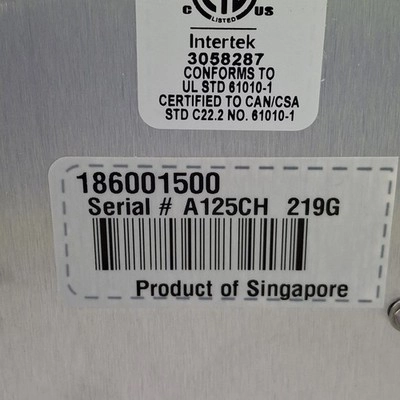 C US
LISTED
Intertek
3058287
CONFORMS TO
UL STD 61010-1
CERTIFIED TO CAN/CSA
STD C22.2 NO. 61010-1
186001500
Serial # A125CH 219G
Product of Singapore